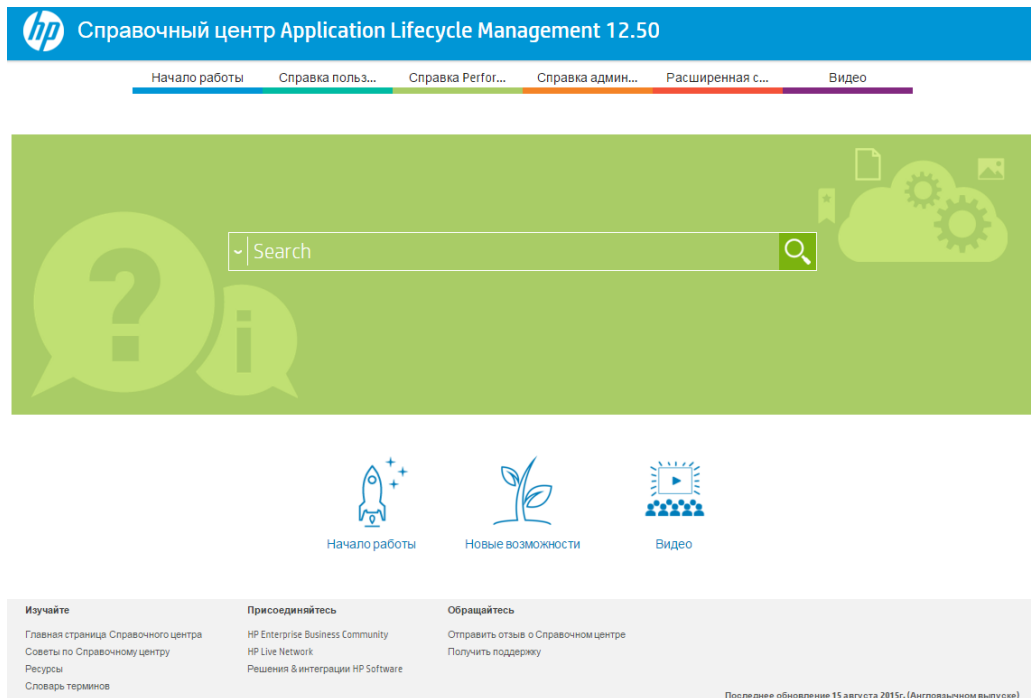 hp Справочный центр Application Lifecycle Management 12.50
Начало работы Справка польз... Справка Perfor... Справка админ... Расширенная с... Видео
Search
Начало работы Новые возможности Видео
Изучайте Присоединяйтесь Обращайтесь
Главная страница Справочного центра HP Enterprise Business Community Отправить отзыв о Справочном центре
Советы по Справочному центру HP Live Network Получить поддержку
Ресурсы Решения & интеграции HP Software
Словарь терминов
Последнее обновление 15 августа 2015г. (Англоязычном выпуске)